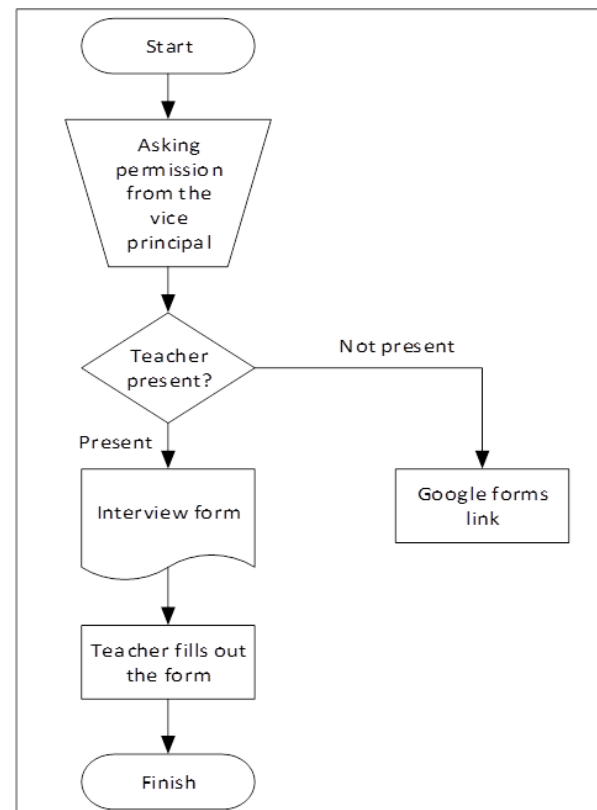 Start
Asking
permission
from the
vice
principal
Teacher
present?
Not present
Present
Interview form
Google forms
link
Teacher fills out
the form
Finish